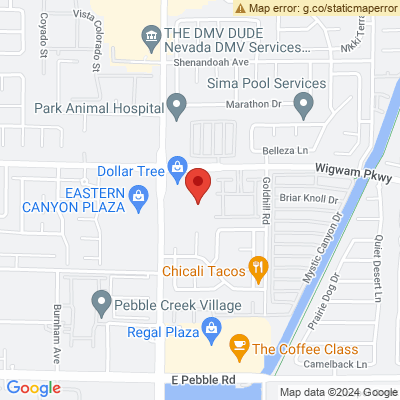 Map error: g.co/staticmaperror
Coyado St
Vista Colorado St
THE DMV DUDE
Nevada DMV Services...
Shenandoah Ave
Nikki Terr
Sima Pool Services
Park Animal Hospital
Marathon Dr
Belleza Ln
Dollar Tree
Wigwam Pkwy
EASTERN
CANYON PLAZA
Goldhill Rd
Briar Knoll Dr
Mystic Canyon Dr
Quiet Desert Ln
Chicali Tacos
Prairie Dog Dr
Pebble Creek Village
Burnham Ave
Regal Plaza
The Coffee Class
Camelback Ln
E Pebble Rd
Google
Map data ©2024 Google